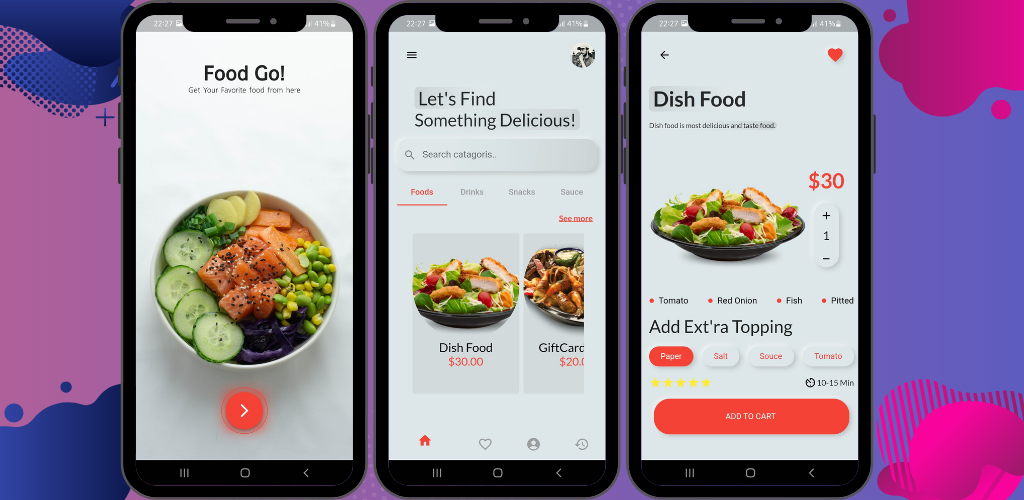 22:27
41%
Food Go!
Get Your Favorite food from here
22:27
41%
Let's Find
Something Delicious!
Search catagoris..
Foods Drinks Snacks Sauce
See more
Dish Food
$30.00
GiftCard
$20.0
22:27
41%
Dish Food
Dish food is most delicious and taste food.
$30
+
1
−
Tomato Red Onion Fish Pitted
Add Ext'ra Topping
Paper Salt Souce Tomato
10-15 Min
ADD TO CART